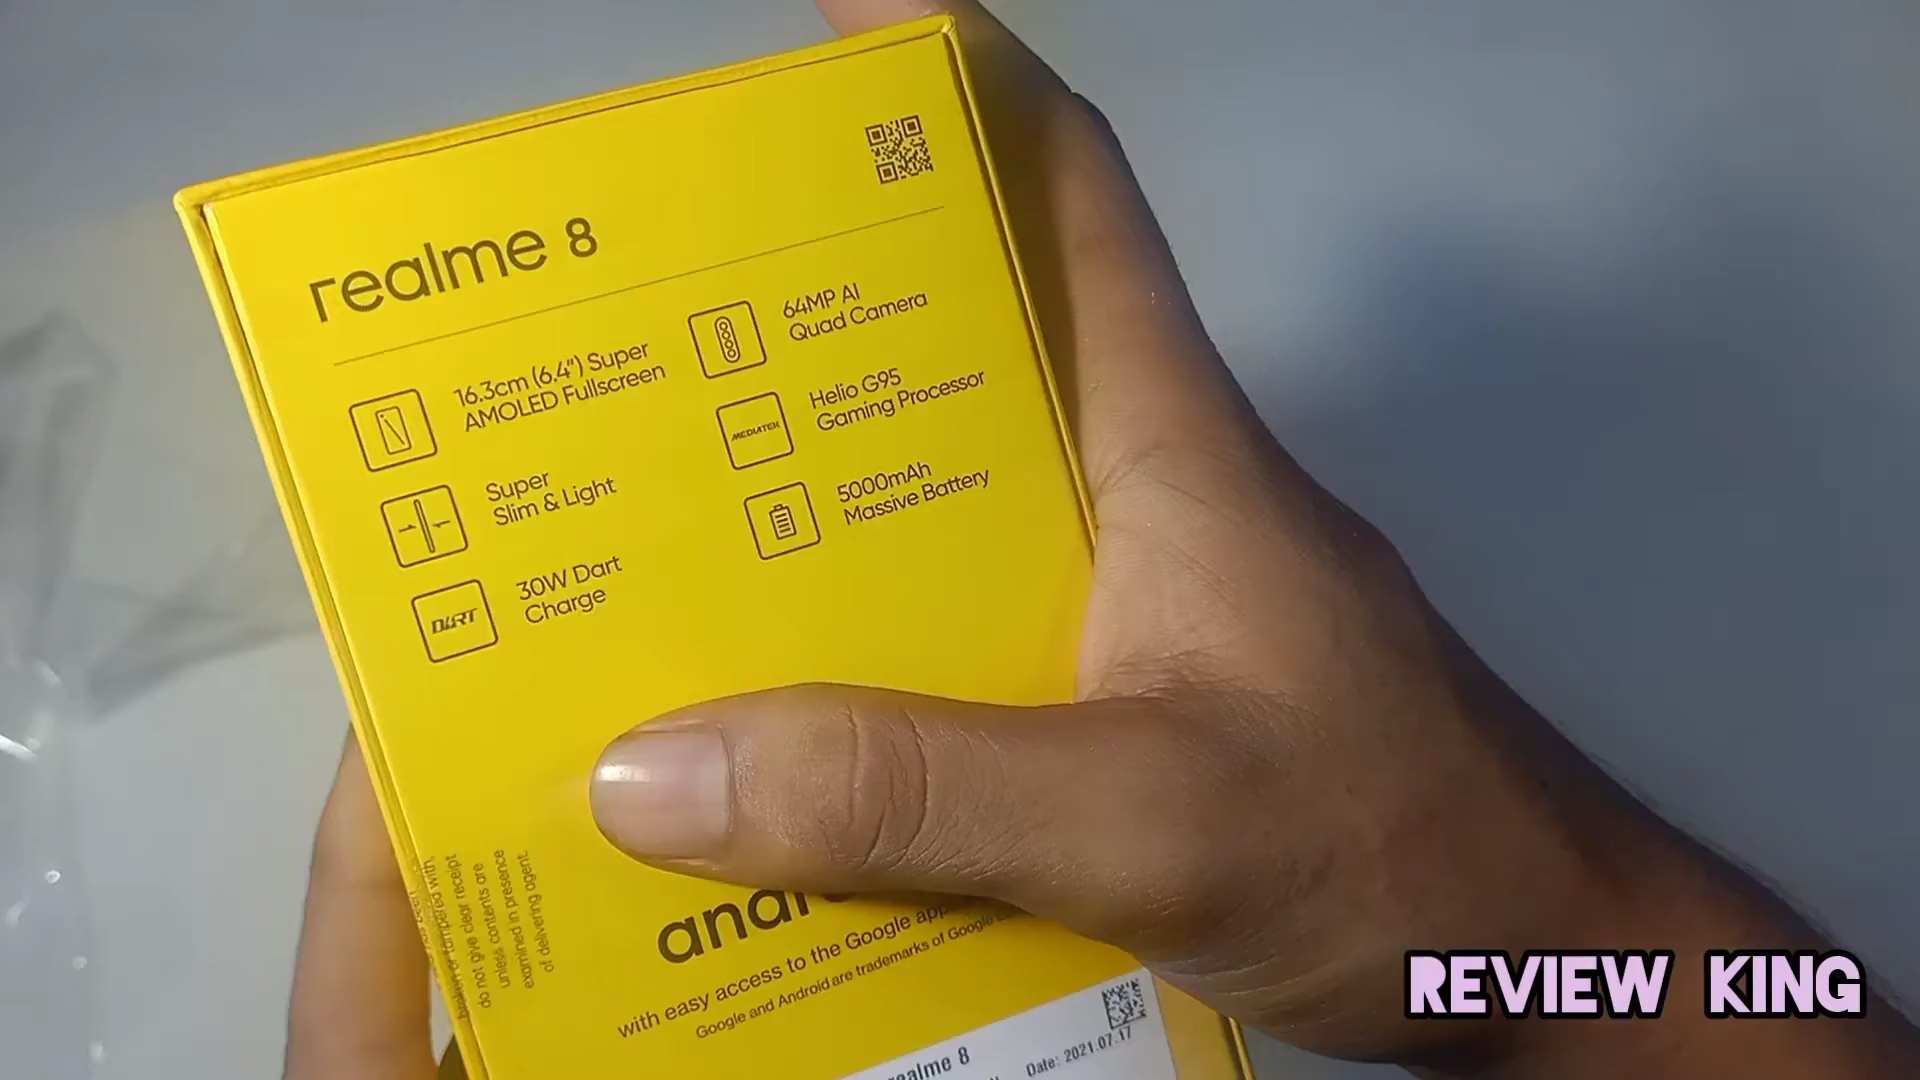 realme 8
16.3cm (6.4") Super
AMOLED Fullscreen
Super
Slim & Light
DART
30W Dart
Charge
64MP AI
Quad Camera
MEDIATEK
Helio G95
Gaming Processor
5000mAh
Massive Battery
tampered with,
do not give clear receipt
unless contents are
examined in presence
of delivering agent.
with easy access to the Google
Google and Android are trademarks of Google
realme 8
Date: 2021.07.17
REVIEW KING